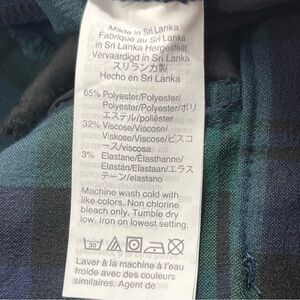 Made in Sri Lanka
Fabriqué au Sri Lanka
in Sri Lanka Hergestellt
Vervaardigd in Sri Lanka
スリランカ製
Hecho en Sri Lanka
65% Polyester/Polyester/
Polyester/Polyester/ポリ
エステル/poliéster
32% Viscose/Viscose/
Viskose/Viscose/ビスコ
ース/viscosa
3% Elastane/Élasthanne/
Elastan/Elastaan/エラス
テーン/elastano
Machine wash cold with
like colors. Non chlorine
bleach only. Tumble dry
low. Iron on lowest setting.
30
Laver à la machine à l'eau
froide avec des couleurs
similaires. Agent de